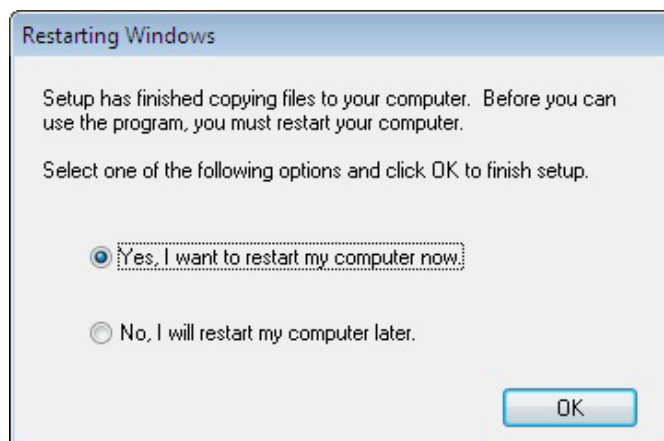 Restarting Windows
Setup has finished copying files to your computer.  Before you can
use the program, you must restart your computer.
Select one of the following options and click OK to finish setup.
Yes, I want to restart my computer now.
No, I will restart my computer later.
OK